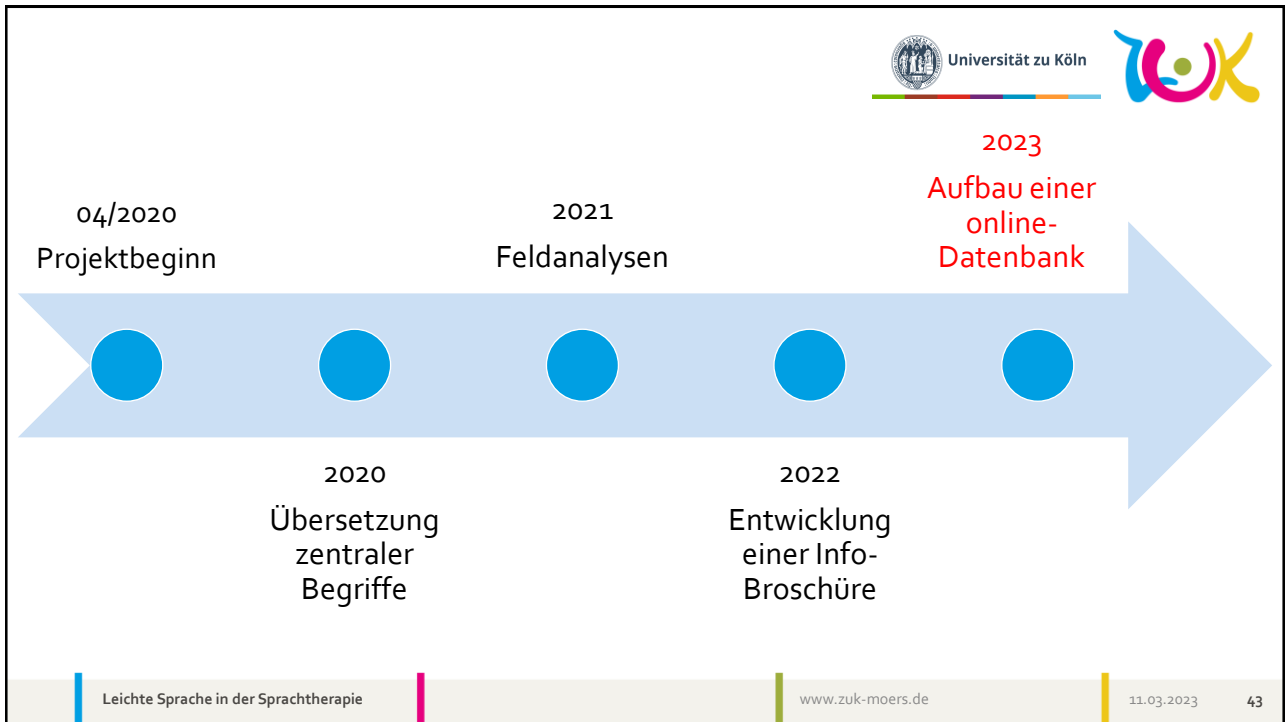 Universität zu Köln
ZUK
04/2020
Projektbeginn
2020
Übersetzung
zentraler
Begriffe
2021
Feldanalysen
2022
Entwicklung
einer Info-
Broschüre
2023
Aufbau einer
online-
Datenbank
Leichte Sprache in der Sprachtherapie
www.zuk-moers.de
11.03.2023
43